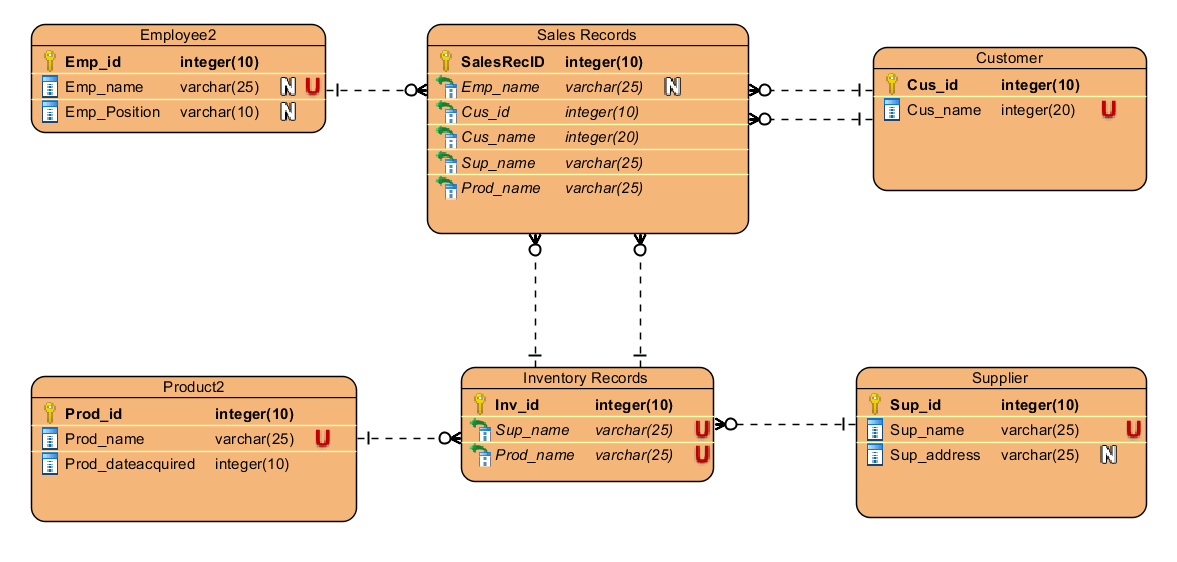 Employee2
Emp_id integer(10)
Emp_name varchar(25) N U
Emp_Position varchar(10) N
Sales Records
SalesRecID integer(10)
Emp_name varchar(25) N
Cus_id integer(10)
Cus_name integer(20)
Sup_name varchar(25)
Prod_name varchar(25)
Customer
Cus_id integer(10)
Cus_name integer(20) U
Product2
Prod_id integer(10)
Prod_name varchar(25) U
Prod_dateacquired integer(10)
Inventory Records
Inv_id integer(10)
Sup_name varchar(25) U
Prod_name varchar(25) U
Supplier
Sup_id integer(10)
Sup_name varchar(25) U
Sup_address varchar(25) N